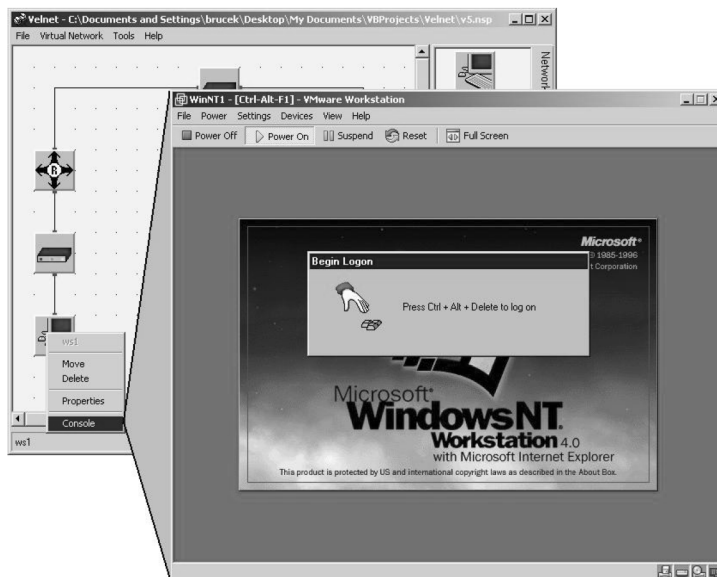 Velnet - C:\Documents and Settings\brucek\Desktop\My Documents\VBProjects\Velnet\v5.nsp
File Virtual Network Tools Help
Network
R
ws1
Move
Delete
Properties
Console
ws1
WinNT1 - [Ctrl-Alt-F1] - VMware Workstation
File Power Settings Devices View Help
Power Off Power On Suspend Reset Full Screen
Microsoft
© 1985-1996
t Corporation
Begin Logon
Press Ctrl + Alt + Delete to log on
Microsoft
WindowsNT
Workstation 4.0
with Microsoft Internet Explorer
This product is protected by US and international copyright laws as described in the About Box.